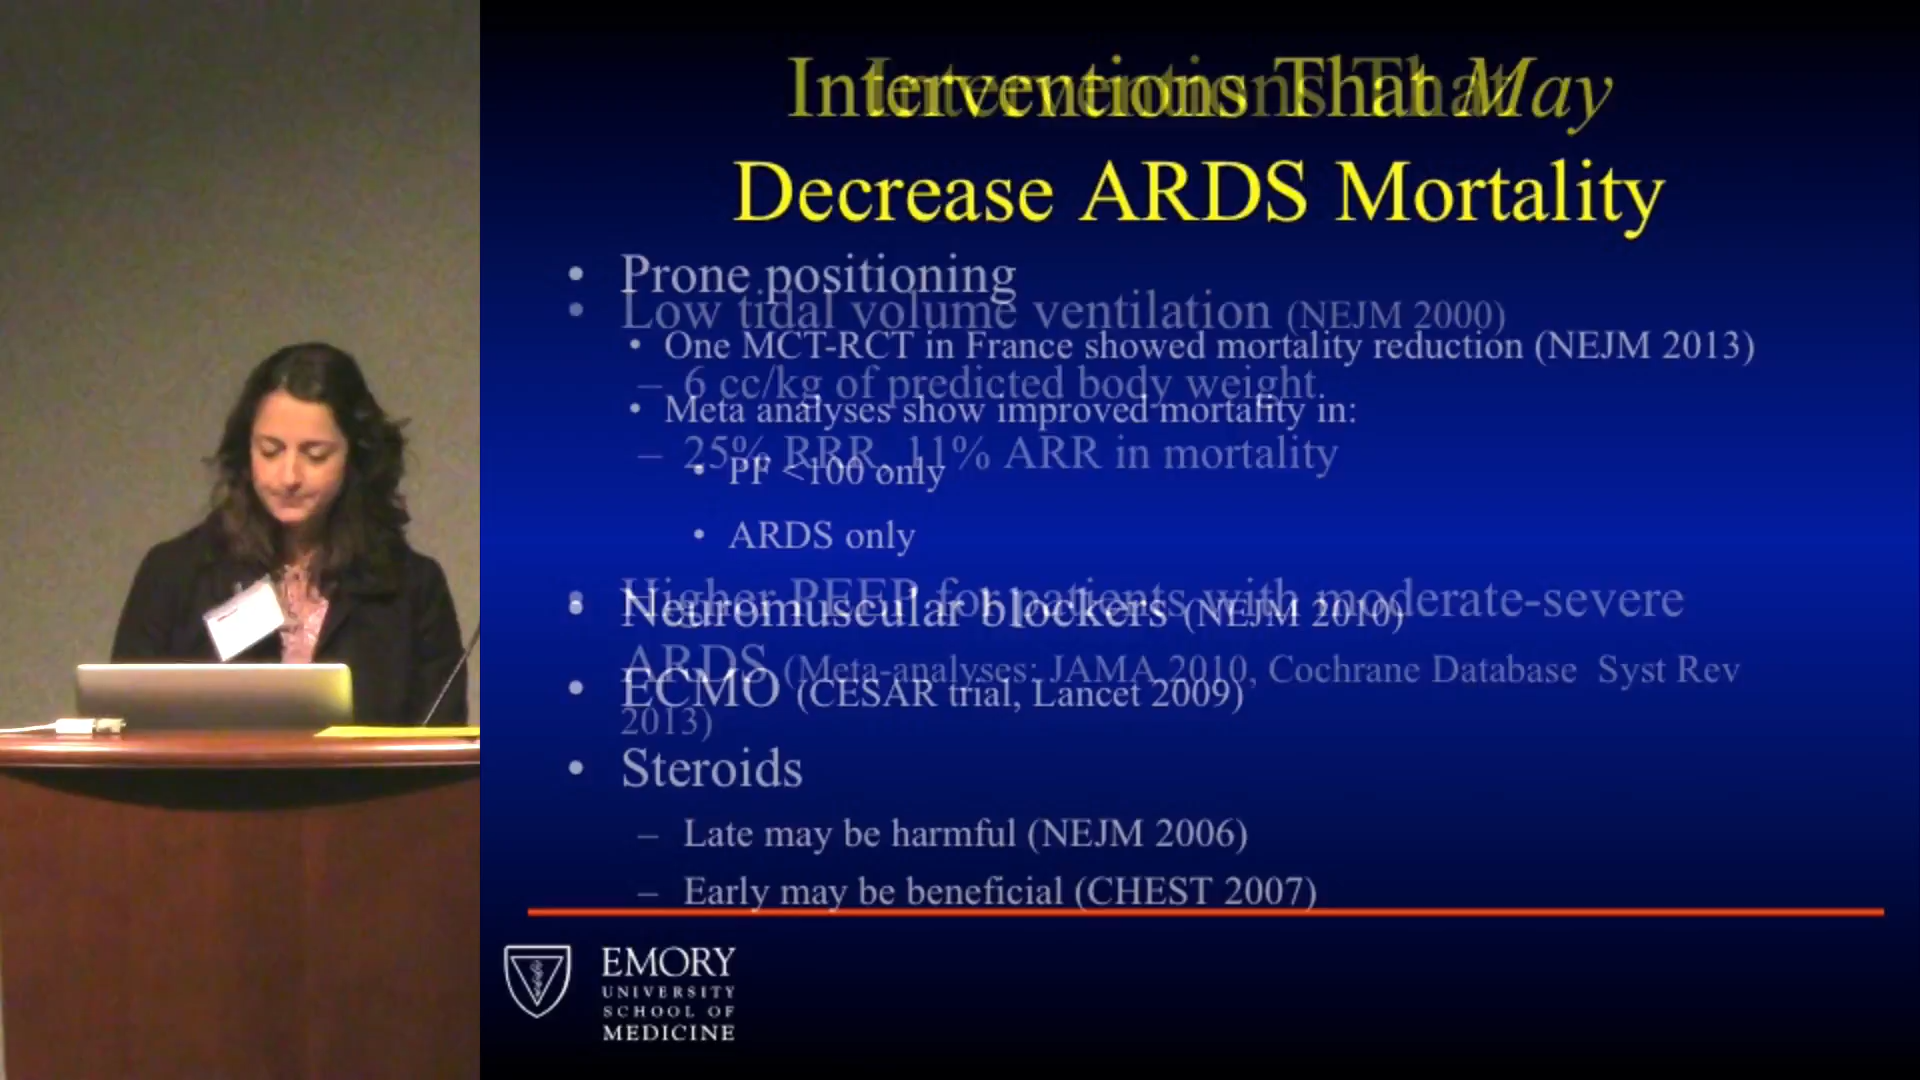 Interventions That May
Interventions That
Decrease ARDS Mortality
• Prone positioning
• Low tidal volume ventilation (NEJM 2000)
• One MCT-RCT in France showed mortality reduction (NEJM 2013)
– 6 cc/kg of predicted body weight.
• Meta analyses show improved mortality in:
– 25% RRR, 11% ARR in mortality
• PF <100 only
• ARDS only
• Higher PEEP for patients with moderate-severe
• Neuromuscular blockers (NEJM 2010)
ARDS (Meta-analyses: JAMA 2010, Cochrane Database Syst Rev
• ECMO (CESAR trial, Lancet 2009)
2013)
• Steroids
– Late may be harmful (NEJM 2006)
– Early may be beneficial (CHEST 2007)
EMORY
UNIVERSITY
SCHOOL OF
MEDICINE